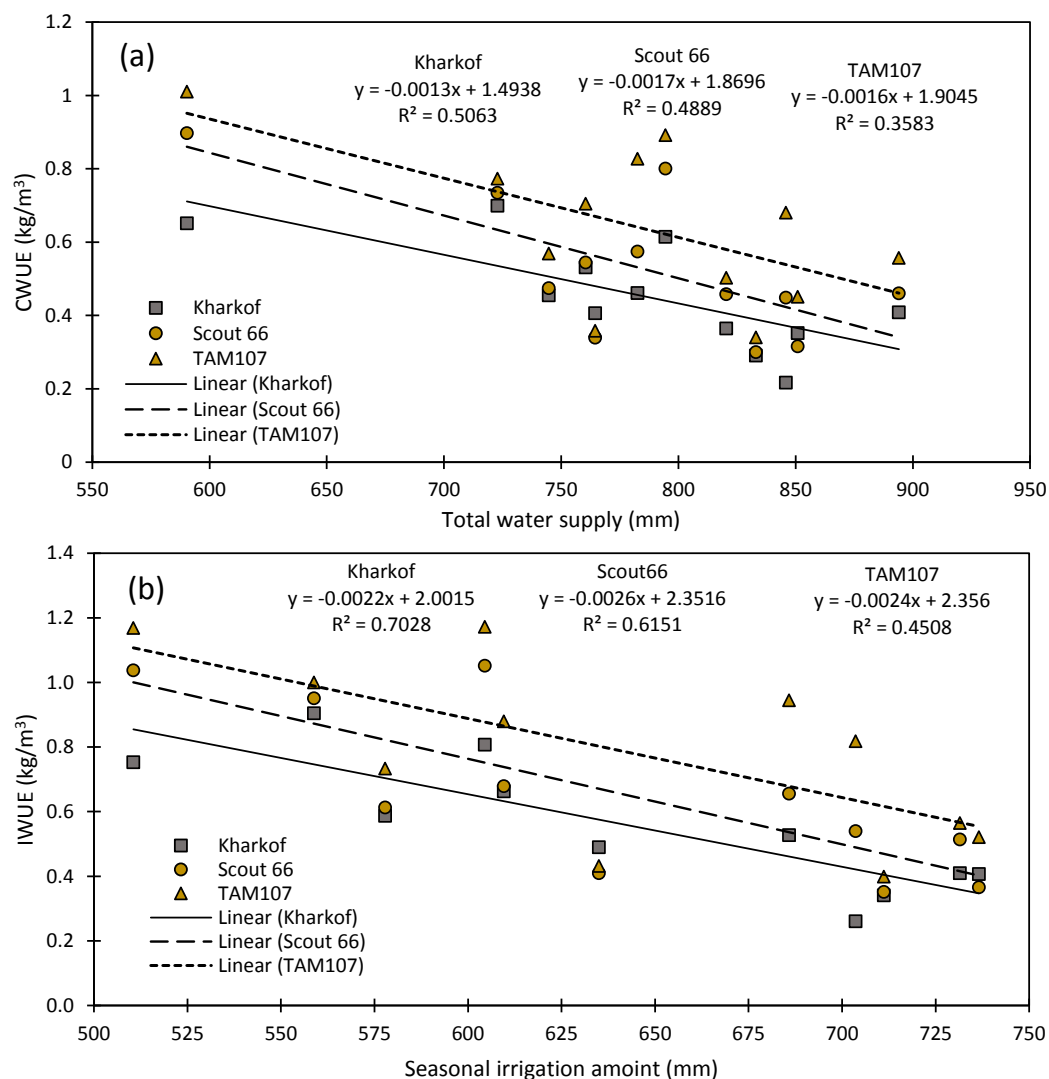 (a)
Kharkof
y = -0.0013x + 1.4938
R² = 0.5063
Scout 66
y = -0.0017x + 1.8696
R² = 0.4889
TAM107
y = -0.0016x + 1.9045
R² = 0.3583
CWUE (kg/m³)
1.2
1
0.8
0.6
0.4
0.2
0
Kharkof
Scout 66
TAM107
Linear (Kharkof)
Linear (Scout 66)
Linear (TAM107)
550 600 650 700 750 800 850 900 950
Total water supply (mm)
(b)
Kharkof
y = -0.0022x + 2.0015
R² = 0.7028
Scout66
y = -0.0026x + 2.3516
R² = 0.6151
TAM107
y = -0.0024x + 2.356
R² = 0.4508
IWUE (kg/m³)
1.4
1.2
1.0
0.8
0.6
0.4
0.2
0.0
Kharkof
Scout 66
TAM107
Linear (Kharkof)
Linear (Scout 66)
Linear (TAM107)
500 525 550 575 600 625 650 675 700 725 750
Seasonal irrigation amoint (mm)